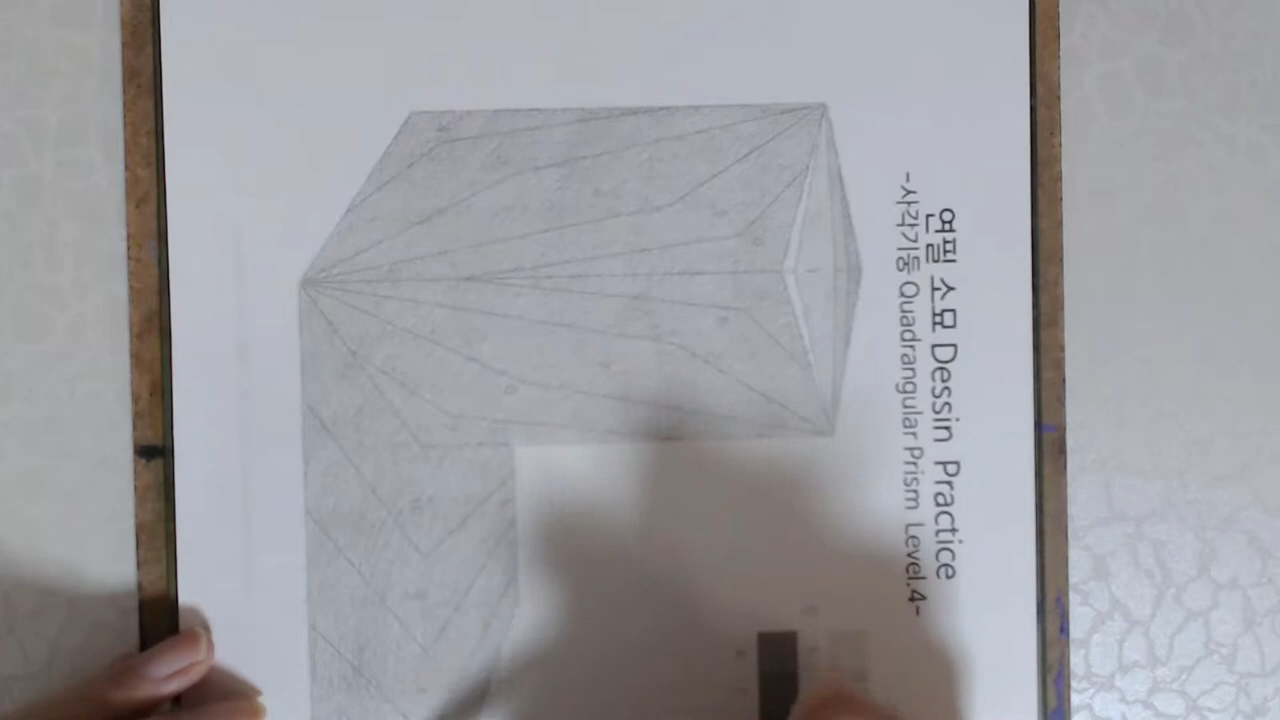 연필 소묘 Dessin Practice
-사각기둥 Quadrangular Prism Level.4-